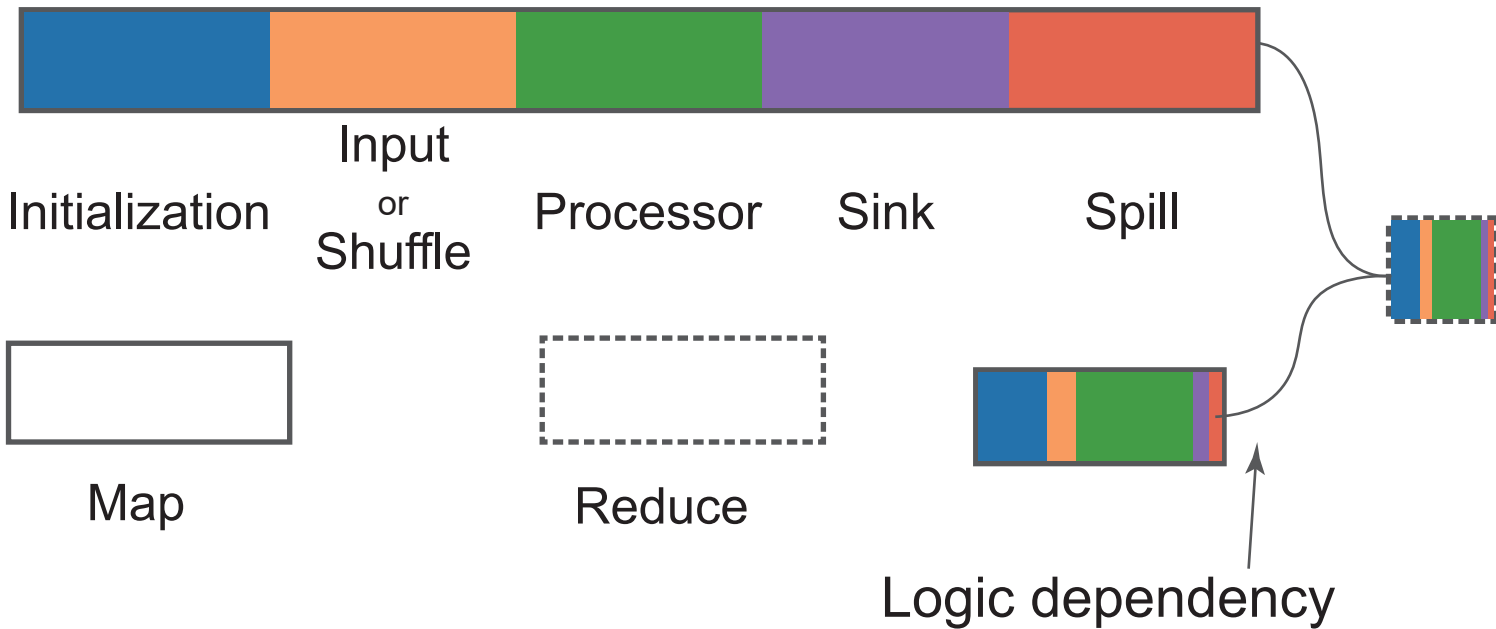 Initialization
Input
or
Shuffle
Processor
Sink
Spill
Map
Reduce
Logic dependency